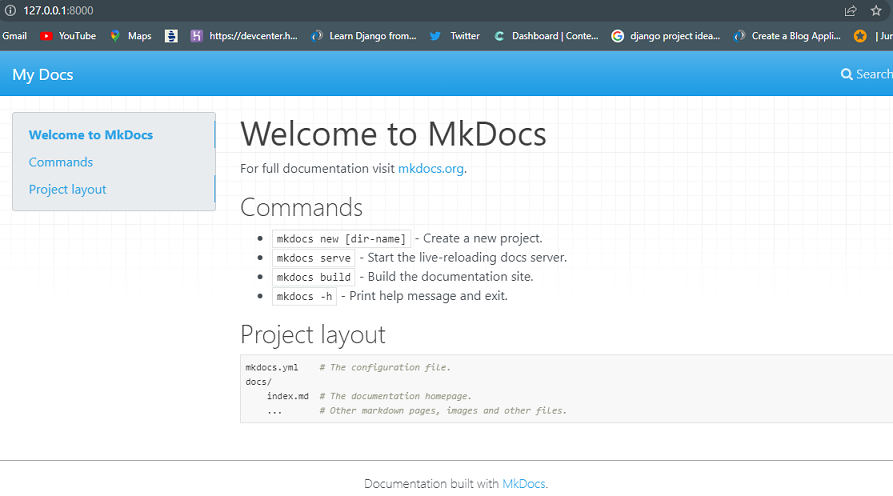 127.0.0.1:8000
Gmail YouTube Maps https://devcenter.h... Learn Django from... Twitter Dashboard | Conte... django project idea... Create a Blog Appli... | Jur
My Docs Search
Welcome to MkDocs
Commands
Project layout
Welcome to MkDocs
For full documentation visit mkdocs.org.
Commands
mkdocs new [dir-name] - Create a new project.
mkdocs serve - Start the live-reloading docs server.
mkdocs build - Build the documentation site.
mkdocs -h - Print help message and exit.
Project layout
mkdocs.yml # The configuration file.
docs/
index.md # The documentation homepage.
... # Other markdown pages, images and other files.
Documentation built with MkDocs.